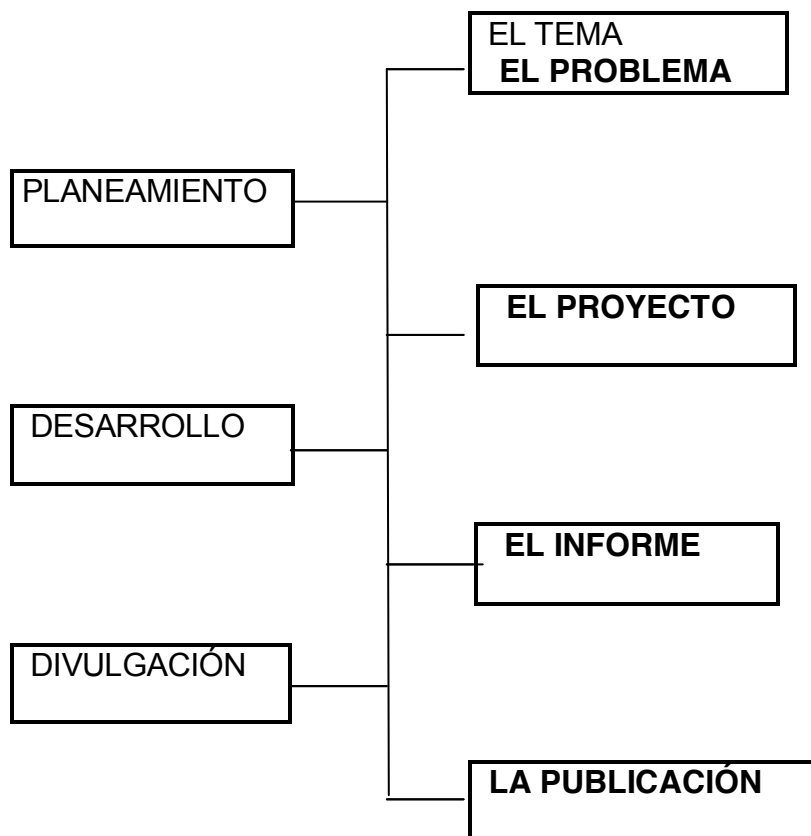 EL TEMA
EL PROBLEMA
PLANEAMIENTO
EL PROYECTO
DESARROLLO
EL INFORME
DIVULGACIÓN
LA PUBLICACIÓN